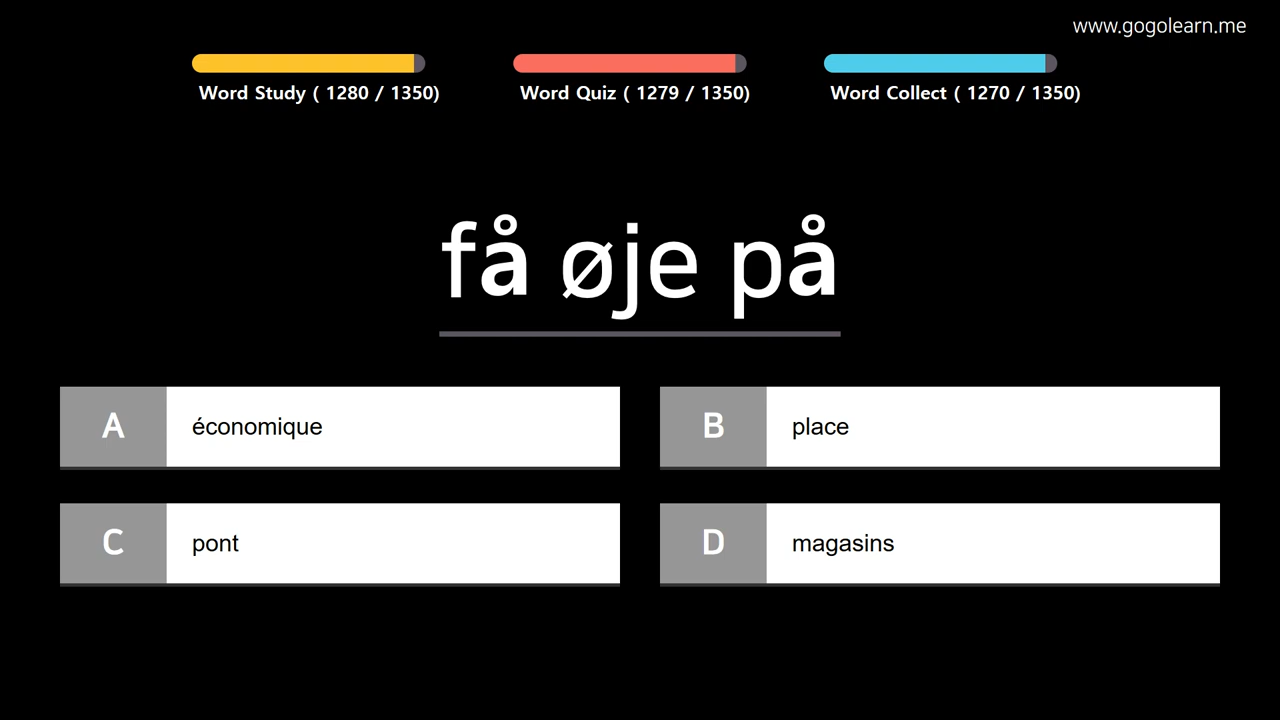 www.gogolearn.me
Word Study ( 1280 / 1350)
Word Quiz ( 1279 / 1350)
Word Collect ( 1270 / 1350)
få øje på
A économique
B place
C pont
D magasins